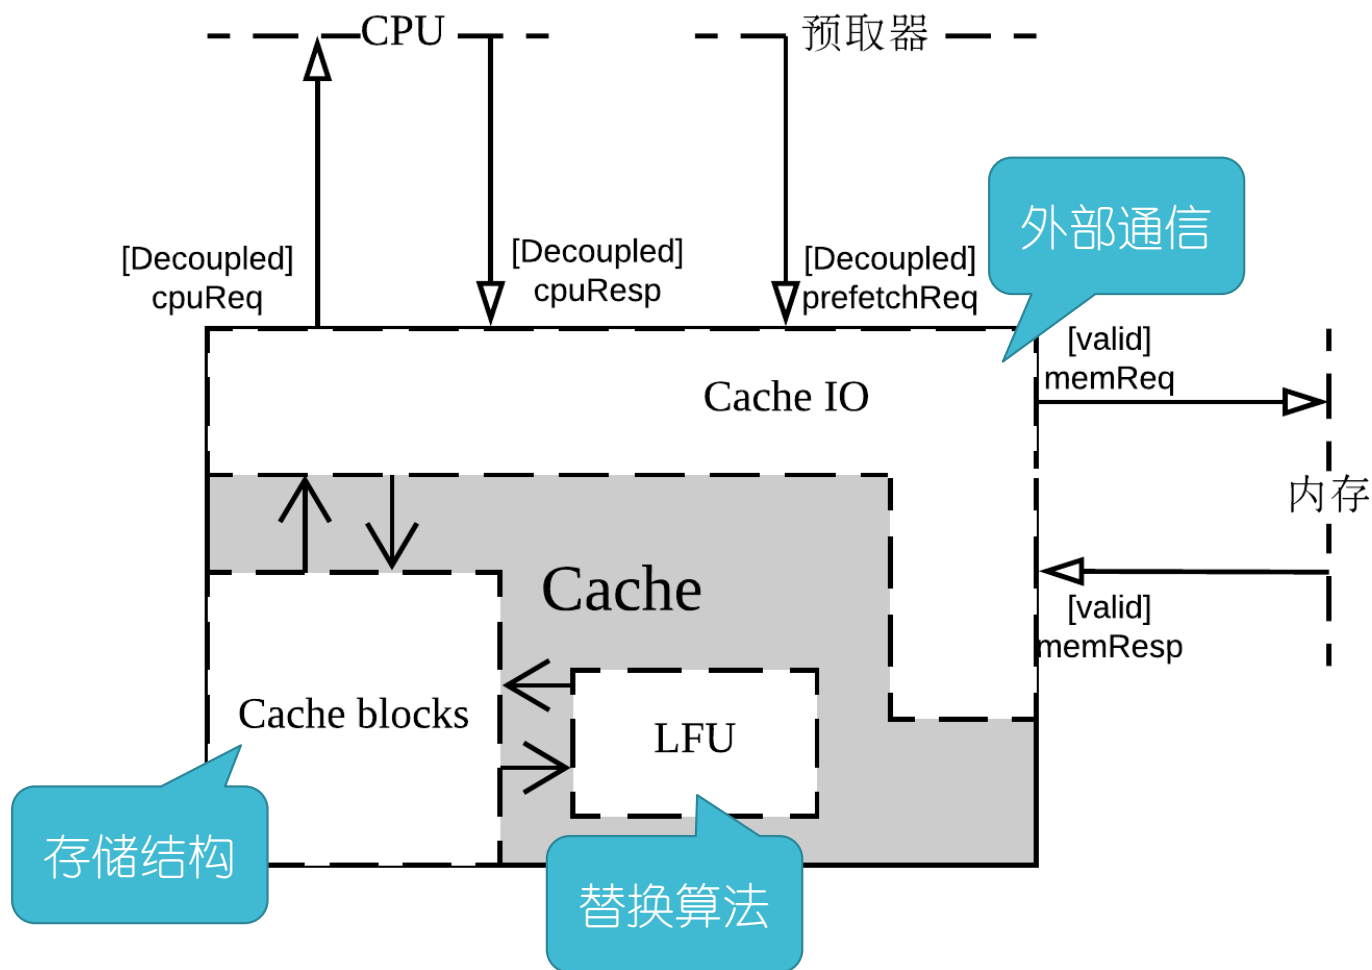 CPU
预取器
外部通信
[Decoupled]
cpuReq
[Decoupled]
cpuResp
[Decoupled]
prefetchReq
[valid]
memReq
Cache IO
内存
Cache
[valid]
memResp
Cache blocks
LFU
存储结构
替换算法